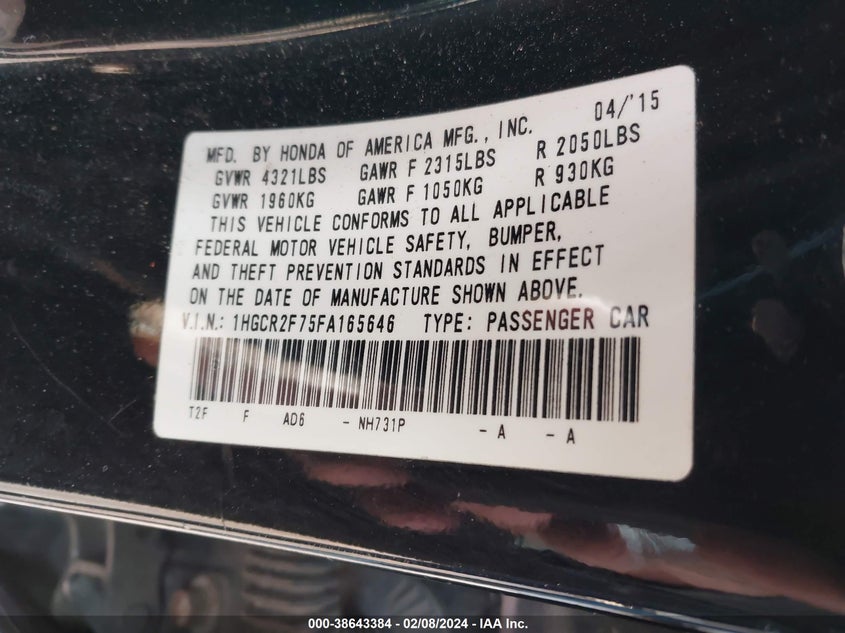 04/'15
MFD. BY HONDA OF AMERICA MFG., INC.
GVWR 4321LBS GAWR F 2315LBS R 2050LBS
GVWR 1960KG GAWR F 1050KG R 930KG
THIS VEHICLE CONFORMS TO ALL APPLICABLE
FEDERAL MOTOR VEHICLE SAFETY, BUMPER,
AND THEFT PREVENTION STANDARDS IN EFFECT
ON THE DATE OF MANUFACTURE SHOWN ABOVE.
V.I.N.: 1HGCR2F75FA165646 TYPE: PASSENGER CAR
T2F F AD6 - NH731P - A - A
000-38643384 - 02/08/2024 - IAA Inc.